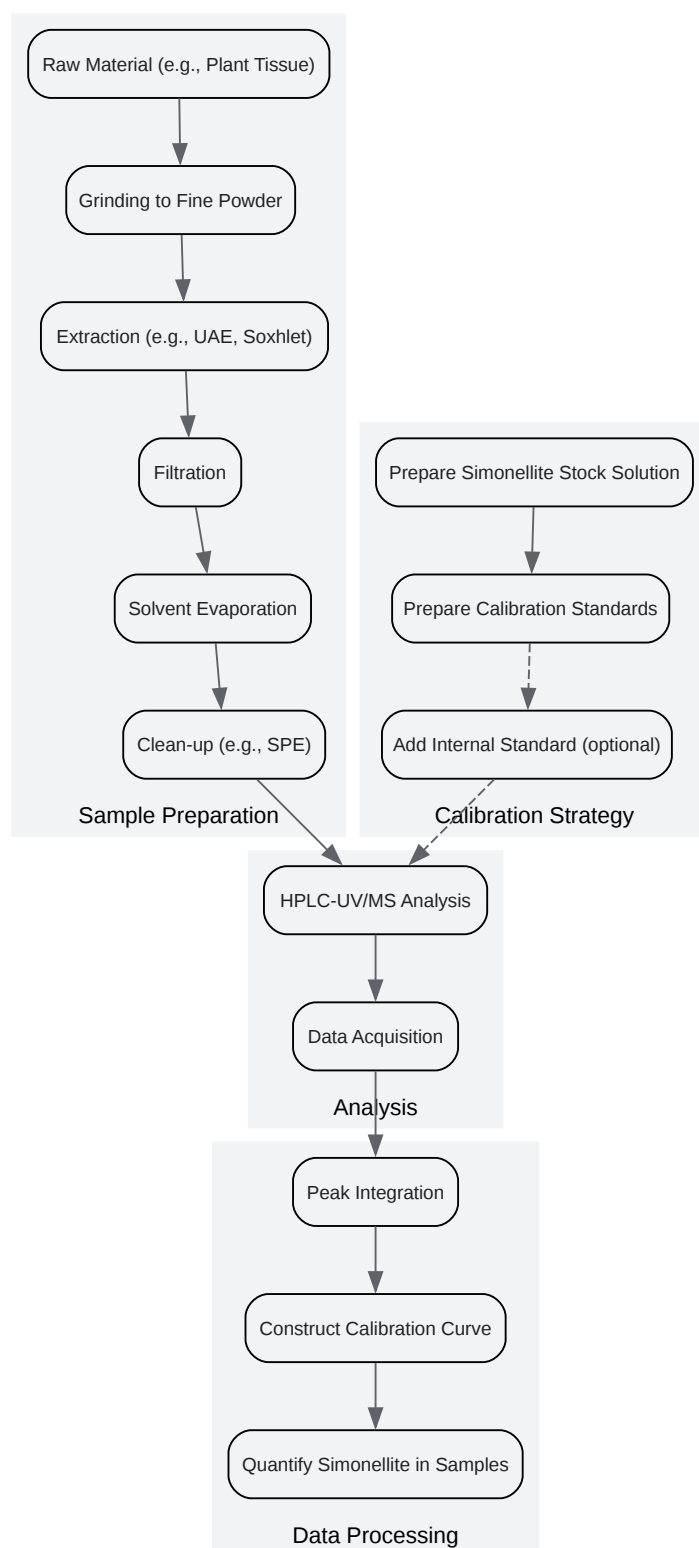 Raw Material (e.g., Plant Tissue)
Grinding to Fine Powder
Extraction (e.g., UAE, Soxhlet)
Filtration
Solvent Evaporation
Clean-up (e.g., SPE)
Sample Preparation
Prepare Simonellite Stock Solution
Prepare Calibration Standards
Add Internal Standard (optional)
Calibration Strategy
HPLC-UV/MS Analysis
Data Acquisition
Analysis
Peak Integration
Construct Calibration Curve
Quantify Simonellite in Samples
Data Processing